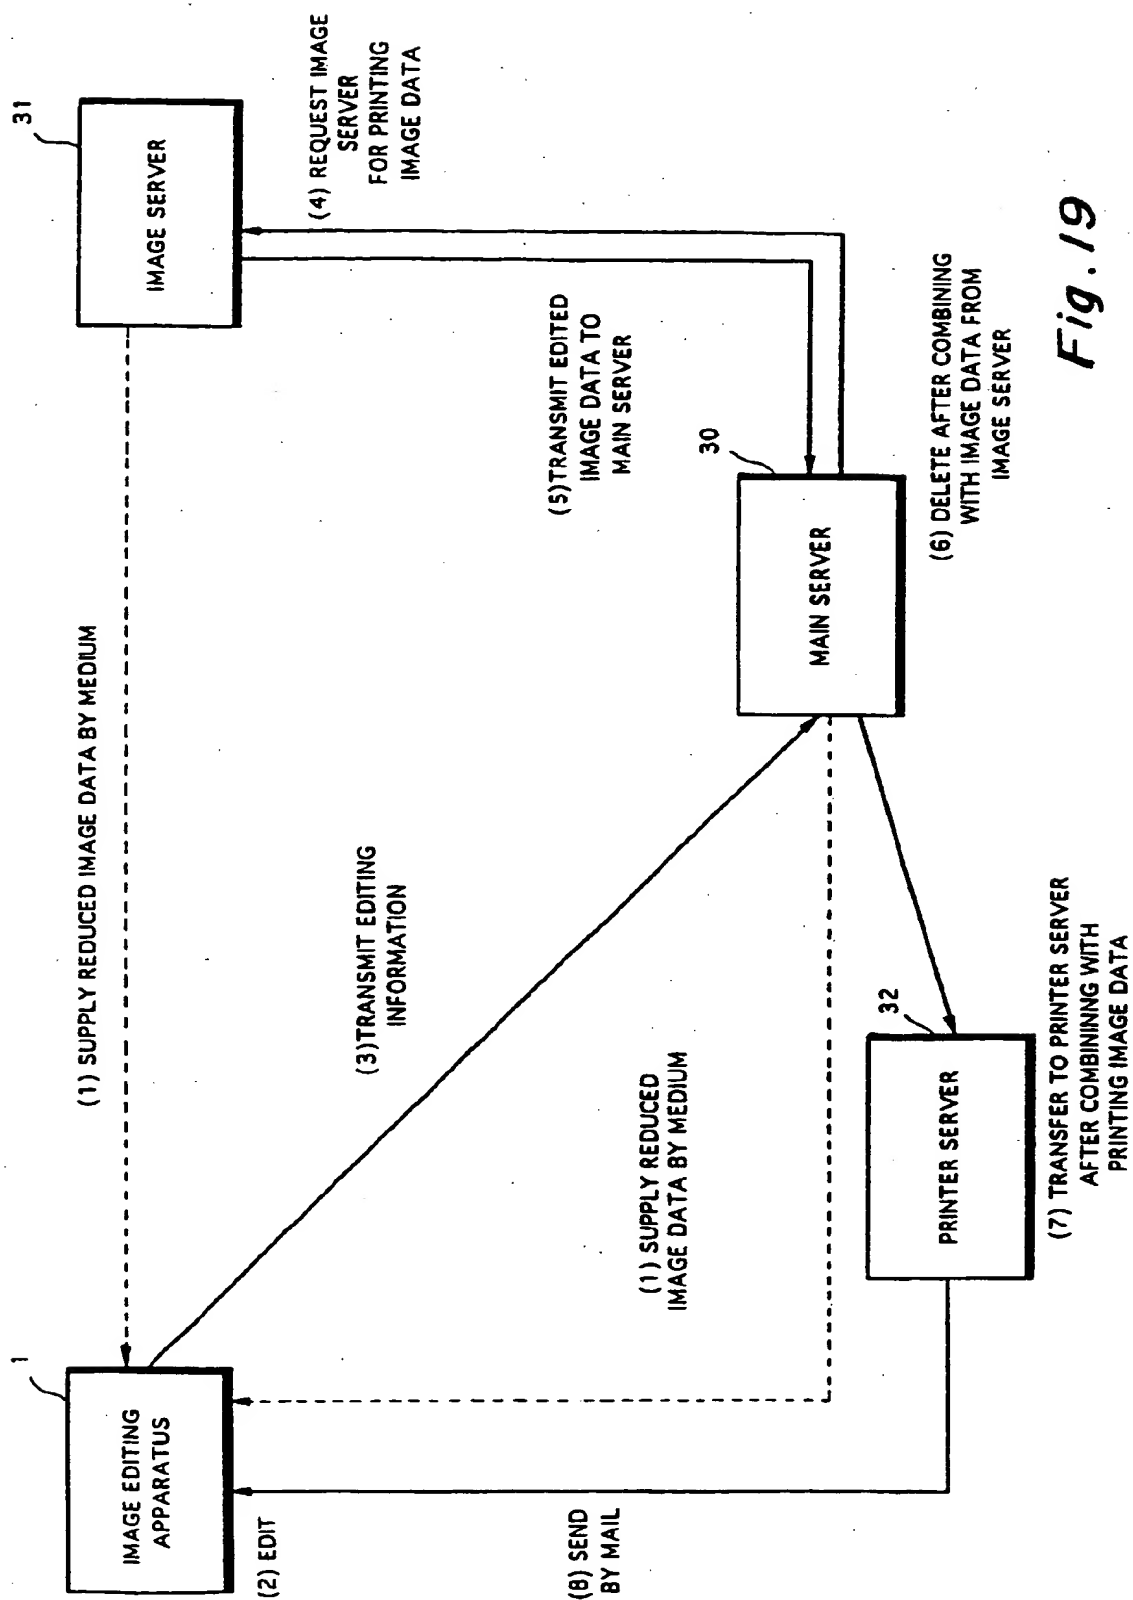 1
IMAGE EDITING
APPARATUS
(2) EDIT
(1) SUPPLY REDUCED IMAGE DATA BY MEDIUM
31
IMAGE SERVER
(4) REQUEST IMAGE
SERVER
FOR PRINTING
IMAGE DATA
(3)TRANSMIT EDITING
INFORMATION
(5)TRANSMIT EDITED
IMAGE DATA TO
MAIN SERVER
(1) SUPPLY REDUCED
IMAGE DATA BY MEDIUM
30
MAIN SERVER
(6) DELETE AFTER COMBINING
WITH IMAGE DATA FROM
IMAGE SERVER
(8) SEND
BY MAIL
32
PRINTER SERVER
(7) TRANSFER TO PRINTER SERVER
AFTER COMBININNG WITH
PRINTING IMAGE DATA
Fig. 19